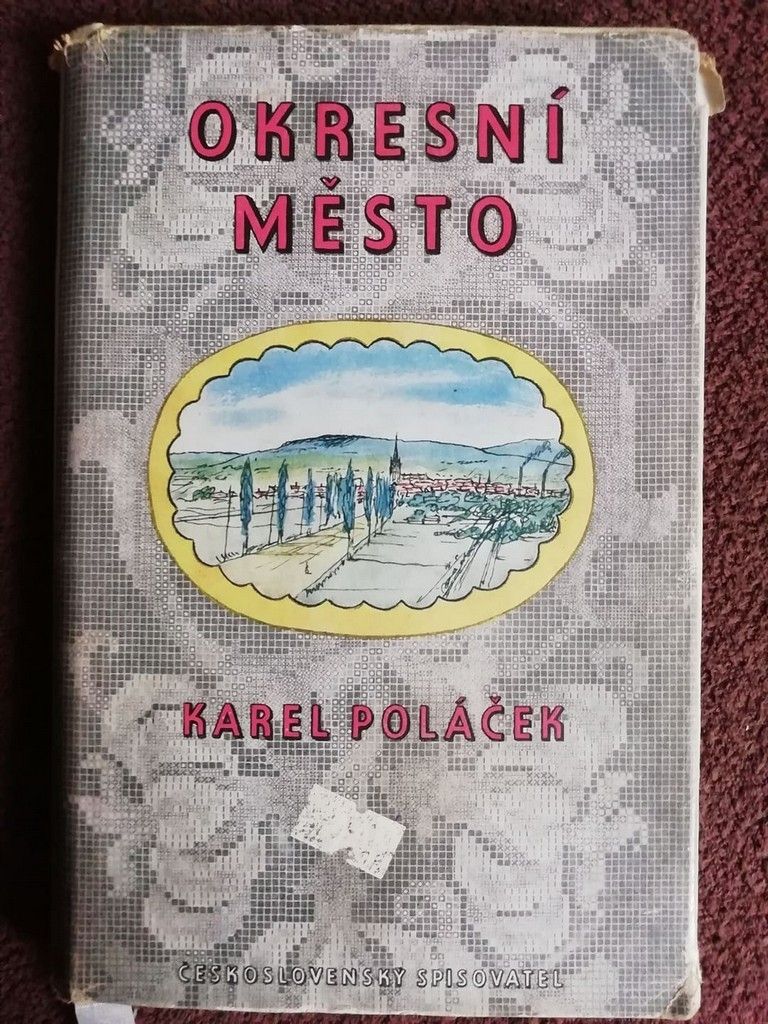 OKRESNÍ
MĚSTO
KAREL POLÁČEK
ČESKOSLOVENSKÝ SPISOVATEL